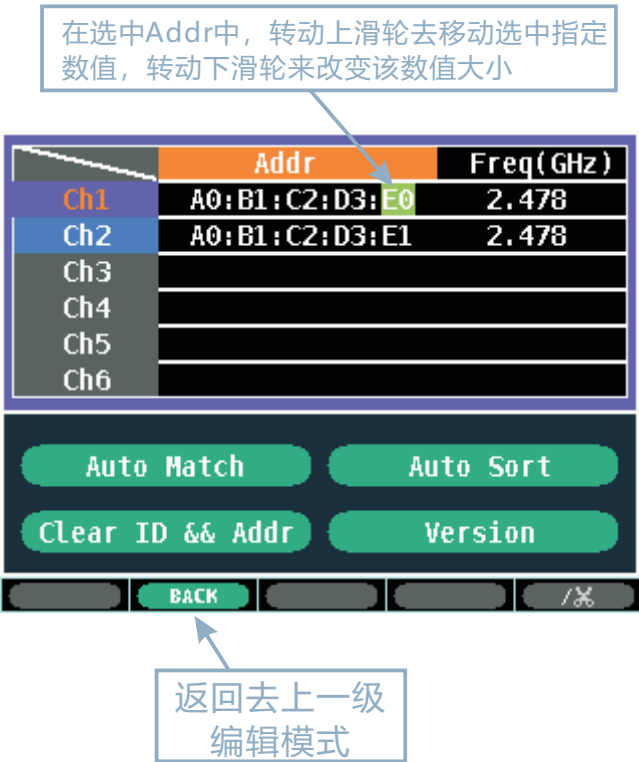 在选中Addr中，转动上滑轮去移动选中指定
数值，转动下滑轮来改变该数值大小
Addr Freq(GHz)
Ch1 A0:B1:C2:D3:E0 2.478
Ch2 A0:B1:C2:D3:E1 2.478
Ch3
Ch4
Ch5
Ch6
Auto Match Auto Sort
Clear ID && Addr Version
BACK /
返回去上一级
编辑模式